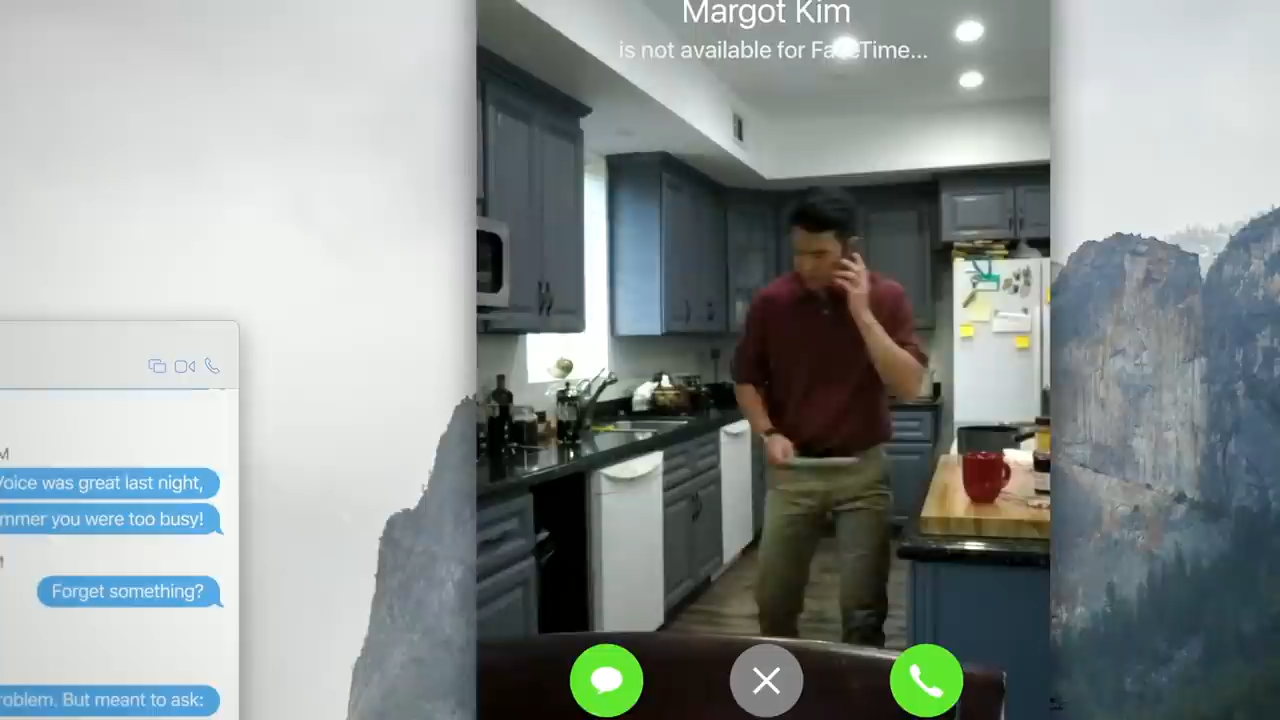 Margot Kim
is not available for FaceTime...
M
Voice was great last night,
mmer you were too busy!
Forget something?
oblem. But meant to ask: